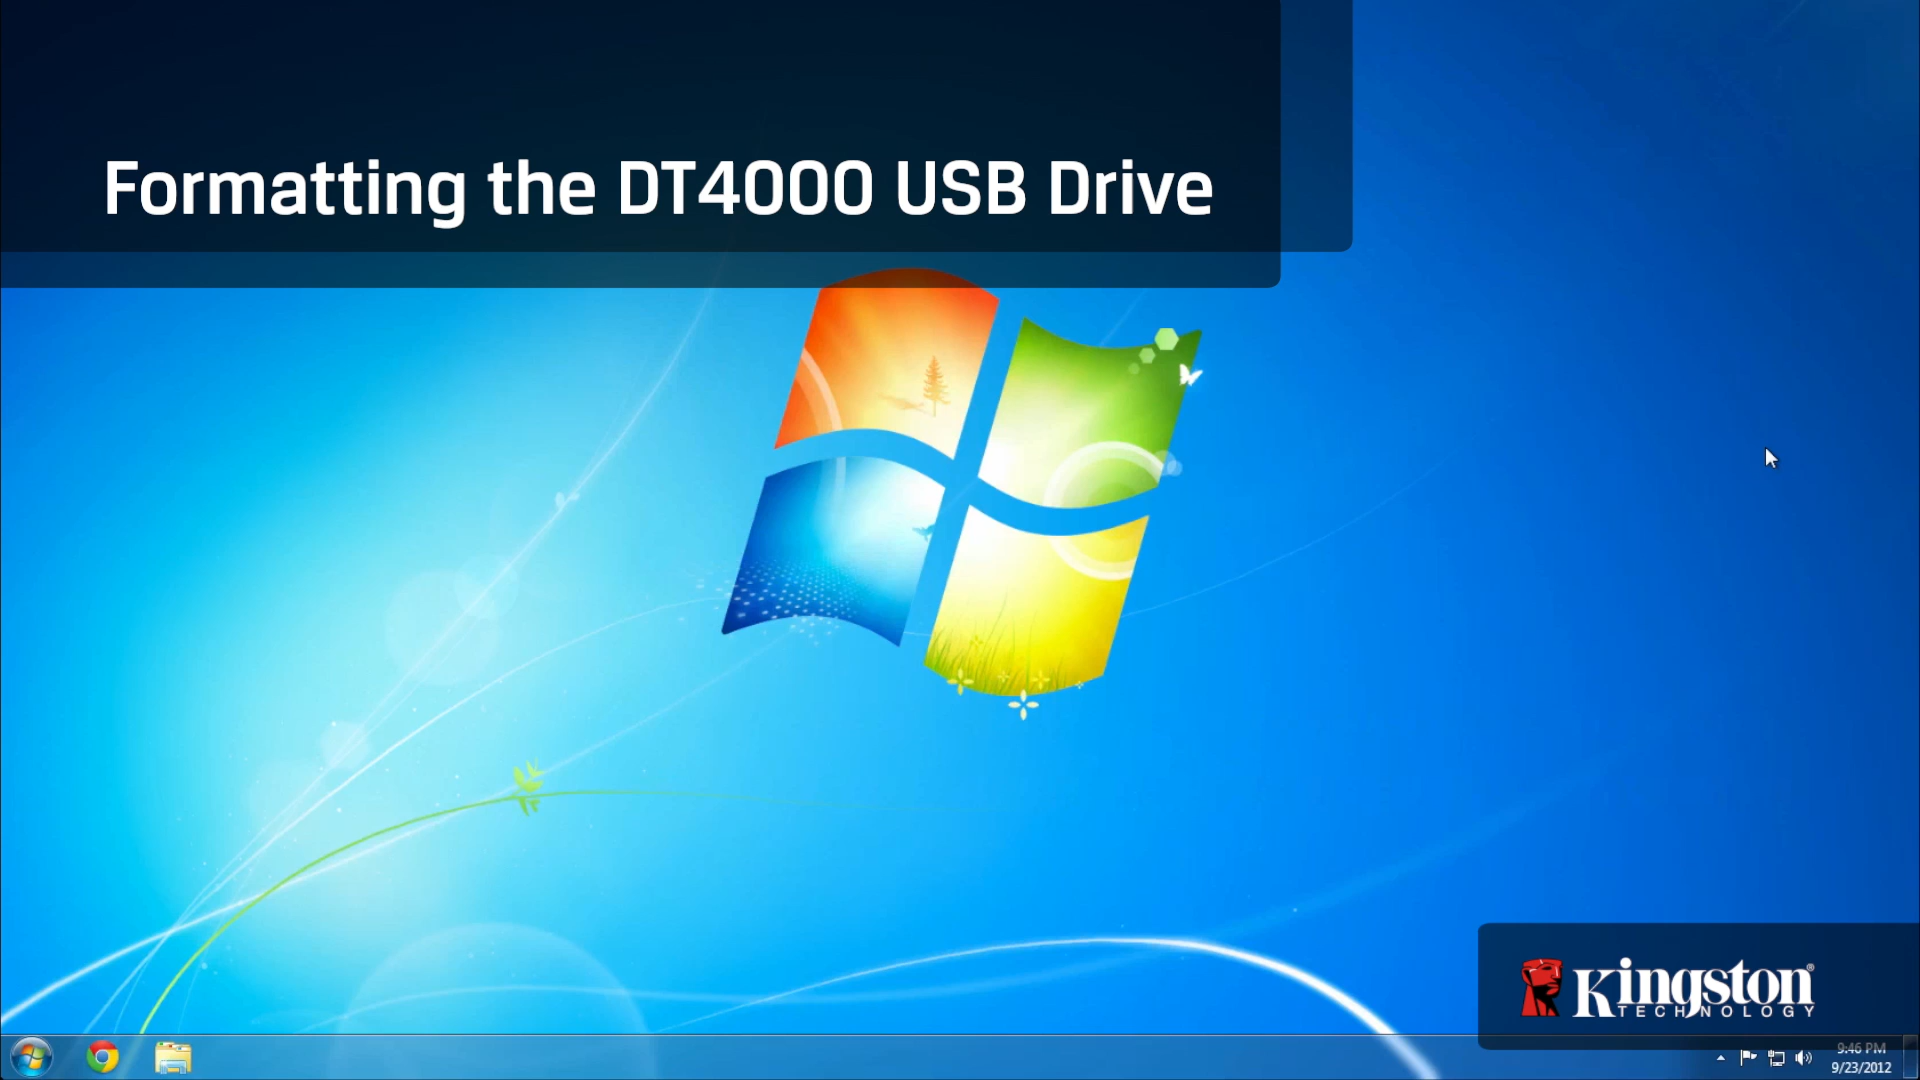 Formatting the DT4000 USB Drive
Kingston®
TECHNOLOGY
9:46 PM
9/23/2012